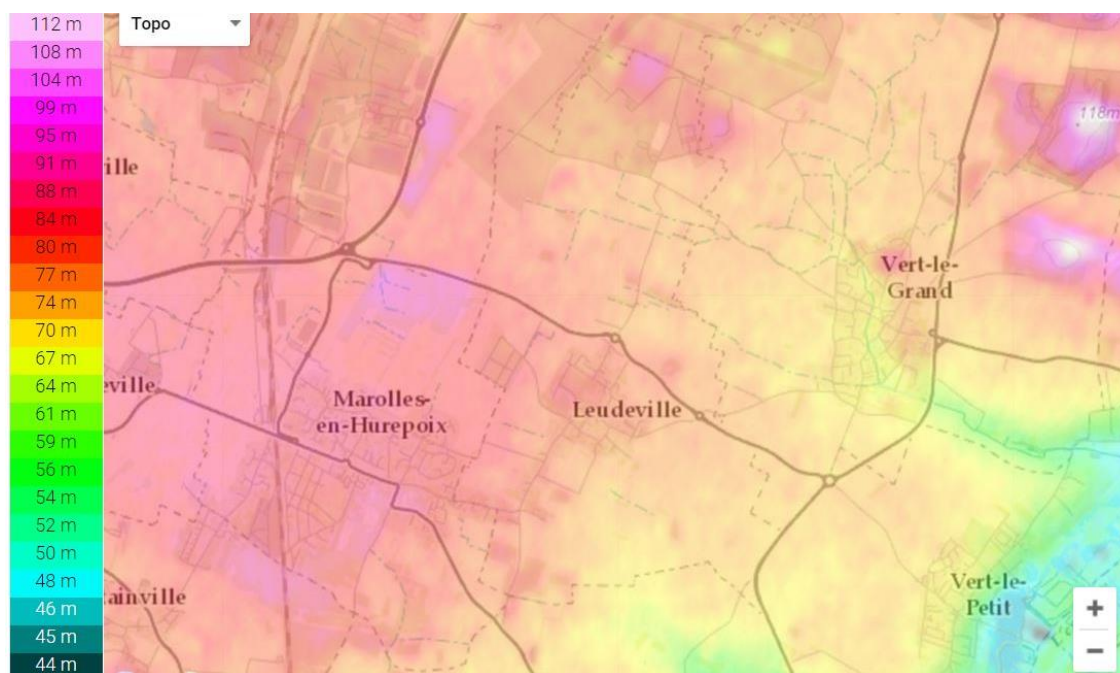 112 m
108 m
104 m
99 m
95 m
91 m
88 m
84 m
80 m
77 m
74 m
70 m
67 m
64 m
61 m
59 m
56 m
54 m
52 m
50 m
48 m
46 m
45 m
44 m
Topo
118m
ille
Vert-le-
Grand
eville
Marolles-
en-Hurepoix
Leudeville
Vert-le-
Petit
tainville
+
−